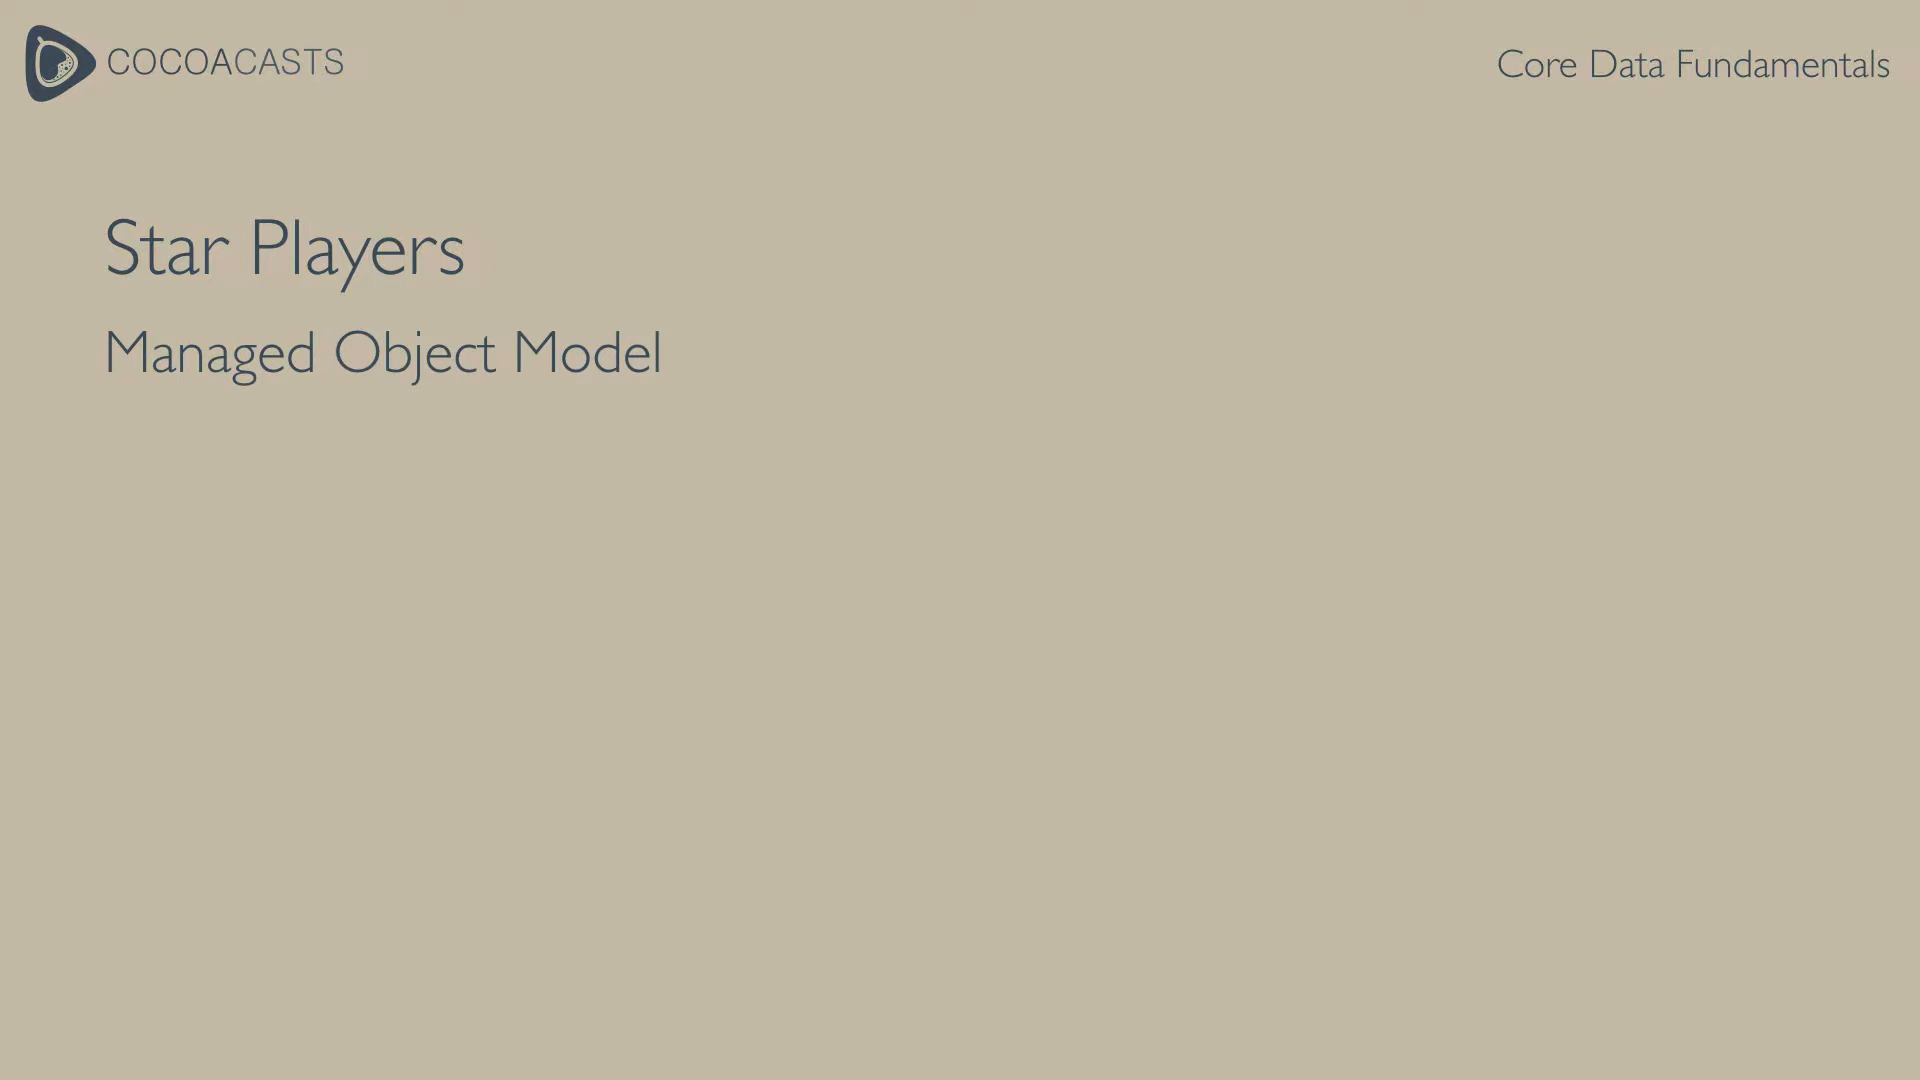 COCOACASTS
Core Data Fundamentals
Star Players
Managed Object Model